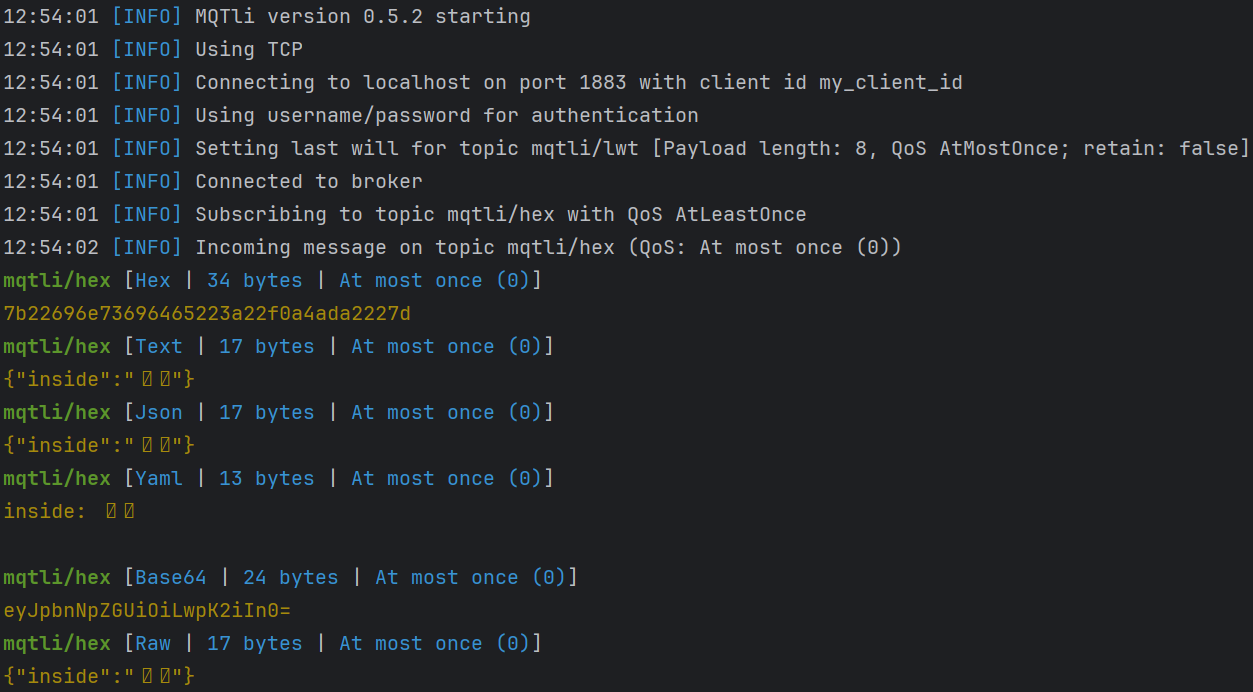 12:54:01 [INFO] MQTli version 0.5.2 starting
12:54:01 [INFO] Using TCP
12:54:01 [INFO] Connecting to localhost on port 1883 with client id my_client_id
12:54:01 [INFO] Using username/password for authentication
12:54:01 [INFO] Setting last will for topic mqtli/lwt [Payload length: 8, QoS AtMostOnce; retain: false]
12:54:01 [INFO] Connected to broker
12:54:01 [INFO] Subscribing to topic mqtli/hex with QoS AtLeastOnce
12:54:02 [INFO] Incoming message on topic mqtli/hex (QoS: At most once (0))
mqtli/hex [Hex | 34 bytes | At most once (0)]
7b22696e73696465223a22f0a4ada2227d
mqtli/hex [Text | 17 bytes | At most once (0)]
{"inside":"⍰⍰"}
mqtli/hex [Json | 17 bytes | At most once (0)]
{"inside":"⍰⍰"}
mqtli/hex [Yaml | 13 bytes | At most once (0)]
inside: ⍰⍰
mqtli/hex [Base64 | 24 bytes | At most once (0)]
eyJpbnNpZGUiOiLwpK2iIn0=
mqtli/hex [Raw | 17 bytes | At most once (0)]
{"inside":"⍰⍰"}